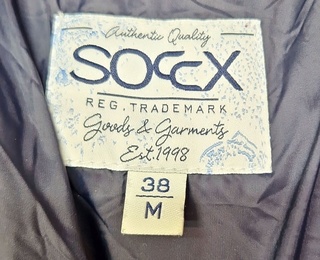 Authentic Quality
SOCCX
REG. TRADEMARK
Goods & Garments
Est. 1998
38
M